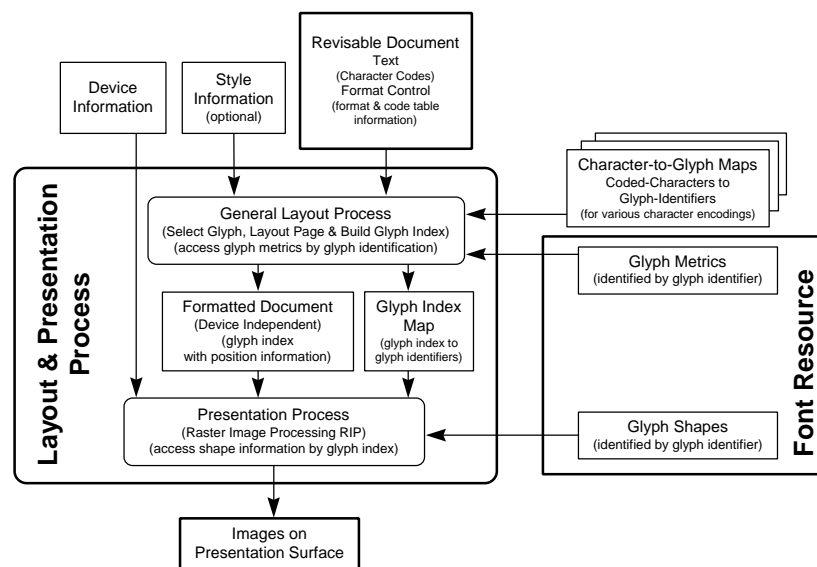 Revisable Document
Text
(Character Codes)
Format Control
(format & code table
information)
Device
Information
Style
Information
(optional)
Character-to-Glyph Maps
Coded-Characters to
Glyph-Identifiers
(for various character encodings)
Layout & Presentation
Process
General Layout Process
(Select Glyph, Layout Page & Build Glyph Index)
(access glyph metrics by glyph identification)
Glyph Metrics
(identified by glyph identifier)
Font Resource
Formatted Document
(Device Independent)
(glyph index
with position information)
Glyph Index
Map
(glyph index to
glyph identifiers)
Presentation Process
(Raster Image Processing RIP)
(access shape information by glyph index)
Glyph Shapes
(identified by glyph identifier)
Images on
Presentation Surface